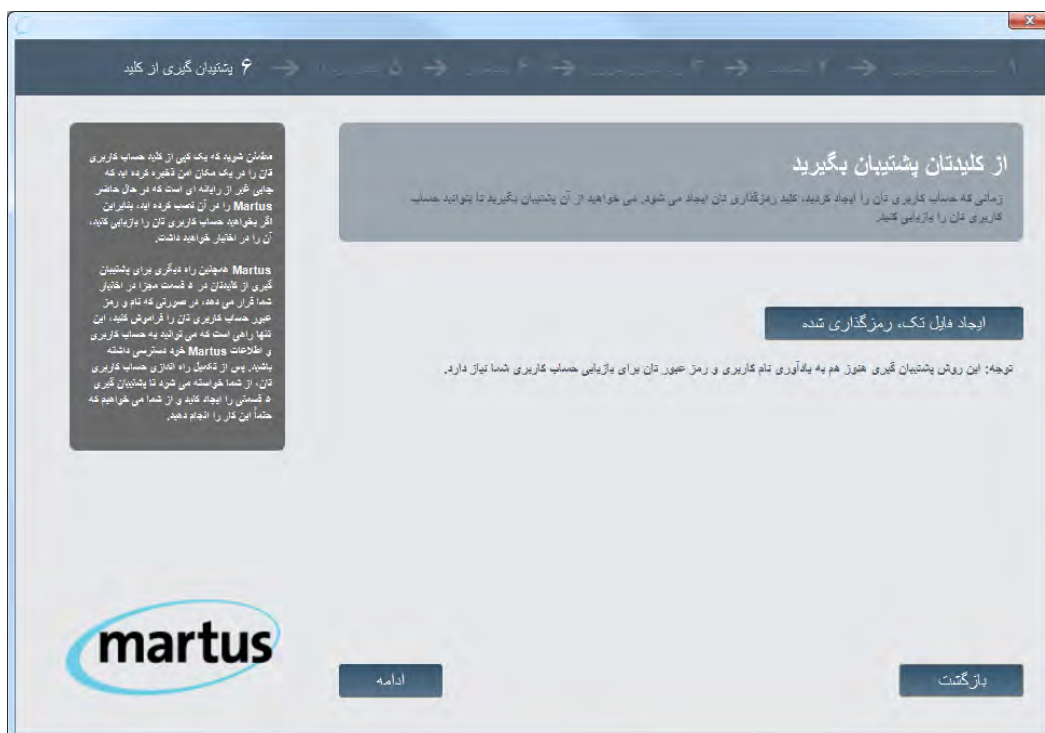 ۱
۲
۳
۴
۵
۶ پشتیبان گیری از کلید
از کلیدتان پشتیبان بگیرید
زمانی که حساب کاربری تان را ایجاد کردید، کلید رمزگذاری تان ایجاد می شود. می خواهید از آن پشتیبان بگیرید تا بتوانید حساب
کاربری تان را بازیابی کنید.
ایجاد فایل تک، رمزگذاری شده
توجه: این روش پشتیبان گیری هنوز هم به یادآوری نام کاربری و رمز عبور تان برای بازیابی حساب کاربری شما نیاز دارد.
مطمئن شوید که یک کپی از کلید حساب کاربری
تان را در یک مکان امن ذخیره کرده اید که
جایی غیر از رایانه ای است که در حال حاضر
Martus را در آن نصب کرده اید، بنابراین
اگر بخواهید حساب کاربری تان را بازیابی کنید،
آن را در اختیار خواهید داشت.
Martus همچنین راه دیگری برای پشتیبان
گیری از کلیدتان در ۵ قسمت مجزا در اختیار
شما قرار می دهد، در صورتی که نام و رمز
عبور حساب کاربری تان را فراموش کنید، این
تنها راهی است که می توانید به حساب کاربری
و اطلاعات Martus خود دسترسی داشته
باشید. پس از تکمیل راه اندازی حساب کاربری
تان، از شما خواسته می شود تا پشتیبان گیری
۵ قسمتی را ایجاد کنید و از شما می خواهیم که
حتماً این کار را انجام دهید.
martus
بازگشت
ادامه